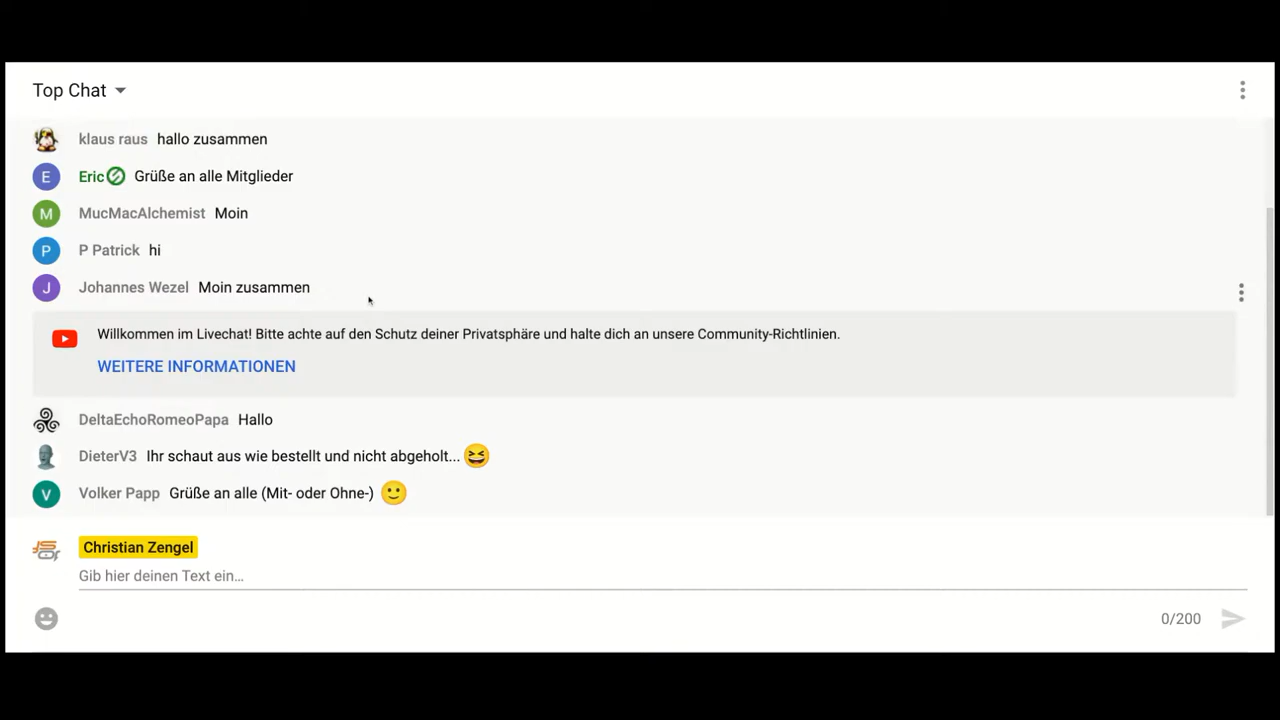 Top Chat
klaus raus hallo zusammen
E Eric Grüße an alle Mitglieder
M MucMacAlchemist Moin
P P Patrick hi
J Johannes Wezel Moin zusammen
Willkommen im Livechat! Bitte achte auf den Schutz deiner Privatsphäre und halte dich an unsere Community-Richtlinien.
WEITERE INFORMATIONEN
DeltaEchoRomeoPapa Hallo
DieterV3 Ihr schaut aus wie bestellt und nicht abgeholt... 😆
V Volker Papp Grüße an alle (Mit- oder Ohne-) 🙂
Christian Zengel
Gib hier deinen Text ein...
0/200